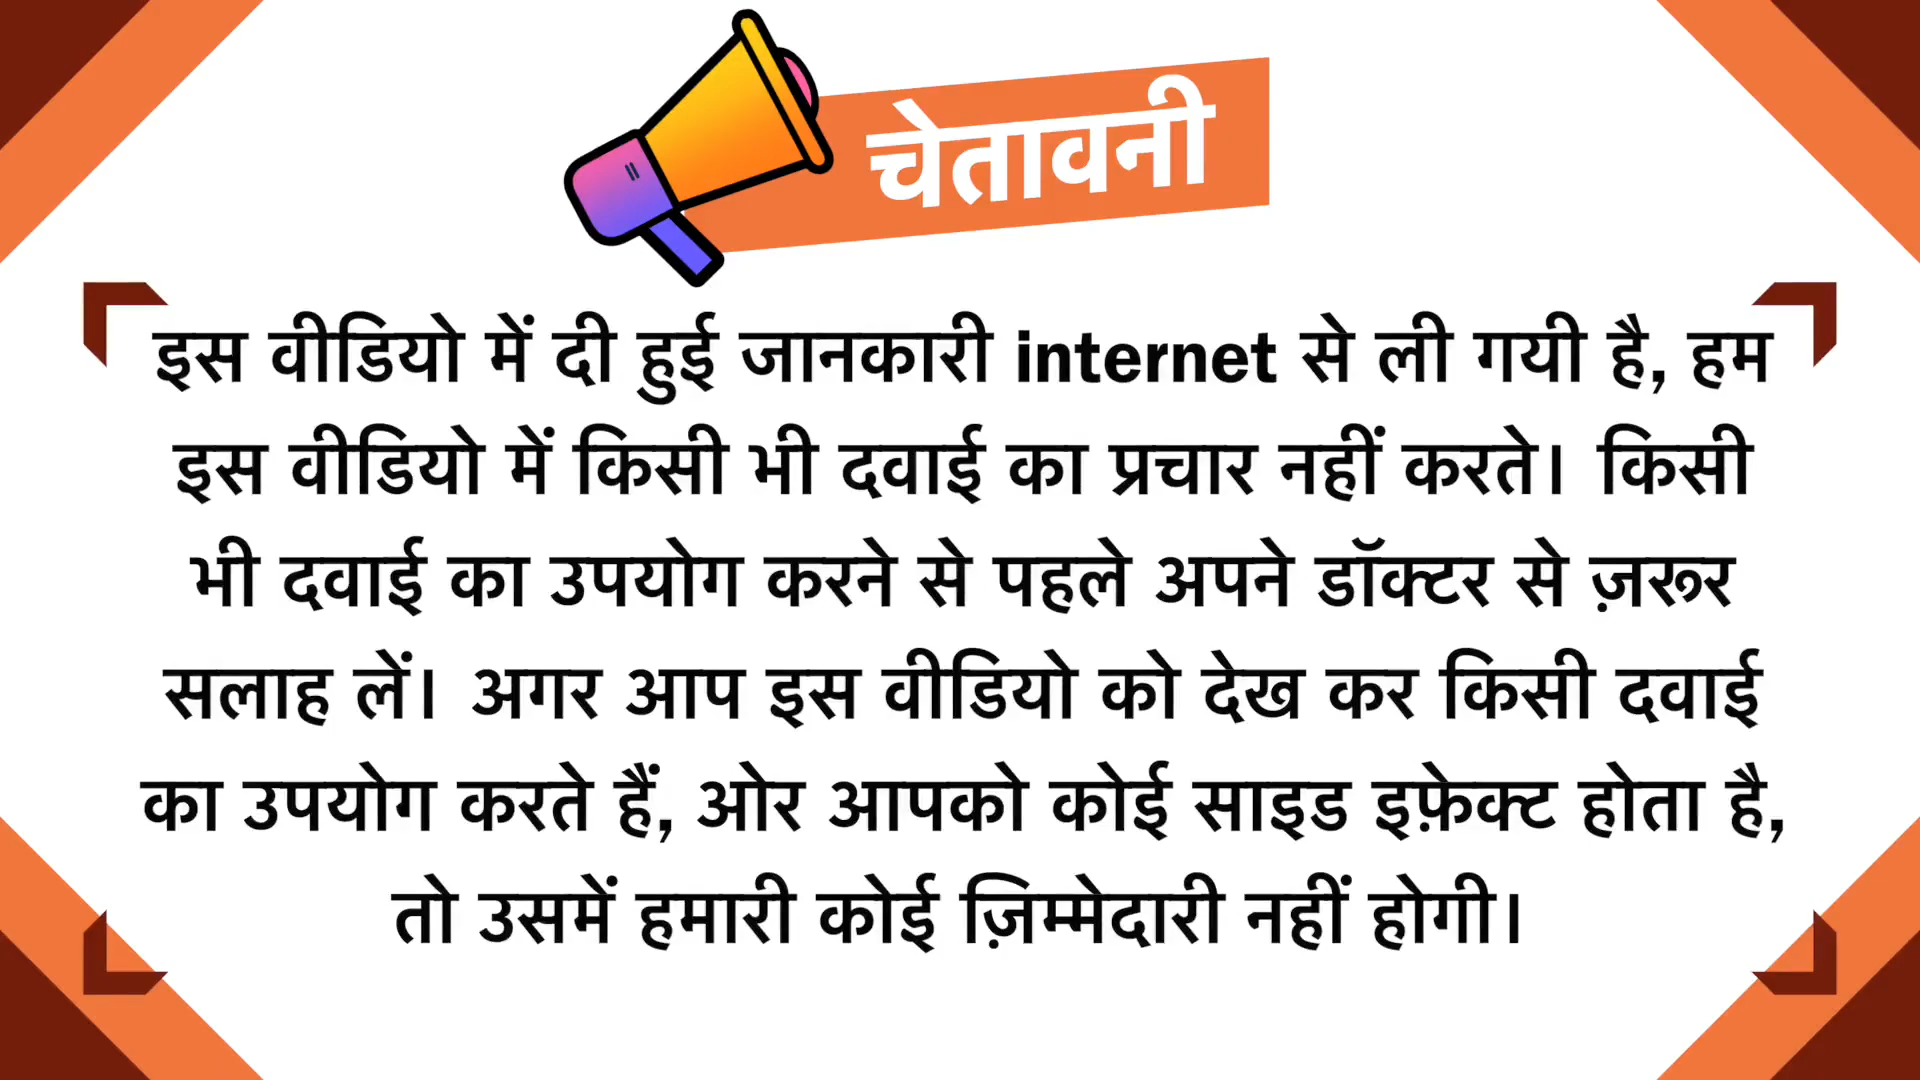 चेतावनी
इस वीडियो में दी हुई जानकारी internet से ली गयी है, हम
इस वीडियो में किसी भी दवाई का प्रचार नहीं करते। किसी
भी दवाई का उपयोग करने से पहले अपने डॉक्टर से ज़रूर
सलाह लें। अगर आप इस वीडियो को देख कर किसी दवाई
का उपयोग करते हैं, ओर आपको कोई साइड इफ़ेक्ट होता है,
तो उसमें हमारी कोई ज़िम्मेदारी नहीं होगी।